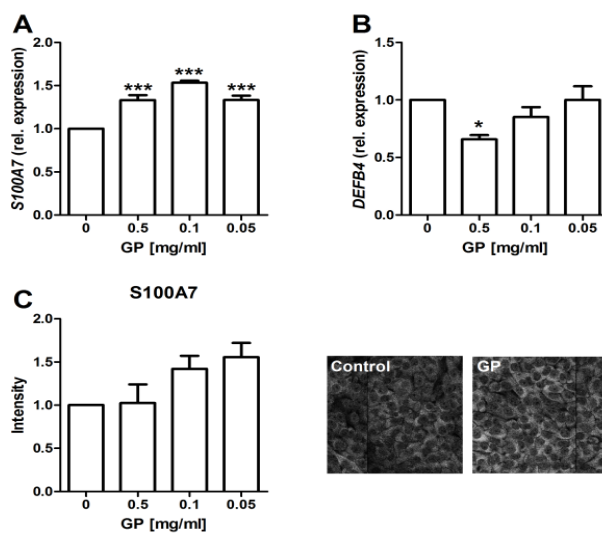 A
S100A7 (rel. expression)
2.0
1.5
1.0
0.5
0.0
***
***
***
0 0.5 0.1 0.05
GP [mg/ml]
B
DEFB4 (rel. expression)
1.5
1.0
0.5
0.0
*
0 0.5 0.1 0.05
GP [mg/ml]
C
S100A7
Intensity
2.0
1.5
1.0
0.5
0.0
0 0.5 0.1 0.05
GP [mg/ml]
Control
GP